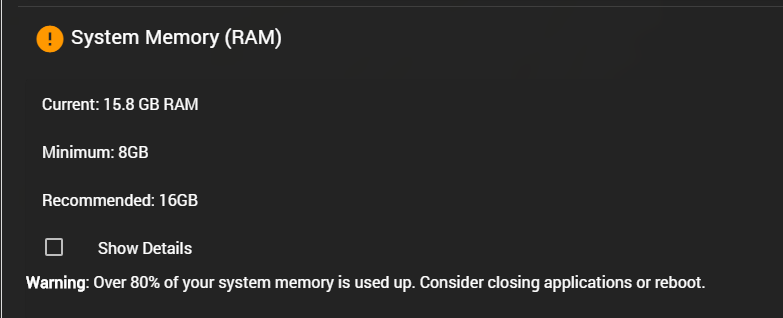 System Memory (RAM)
Current: 15.8 GB RAM
Minimum: 8GB
Recommended: 16GB
Show Details
Warning: Over 80% of your system memory is used up. Consider closing applications or reboot.